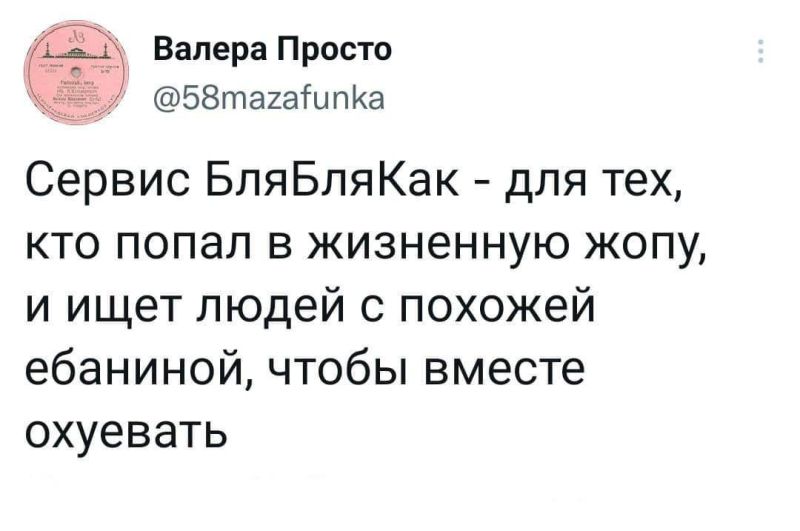 Валера Просто
@58mazafunka
Сервис БляБляКак - для тех,
кто попал в жизненную жопу,
и ищет людей с похожей
ебаниной, чтобы вместе
охуевать